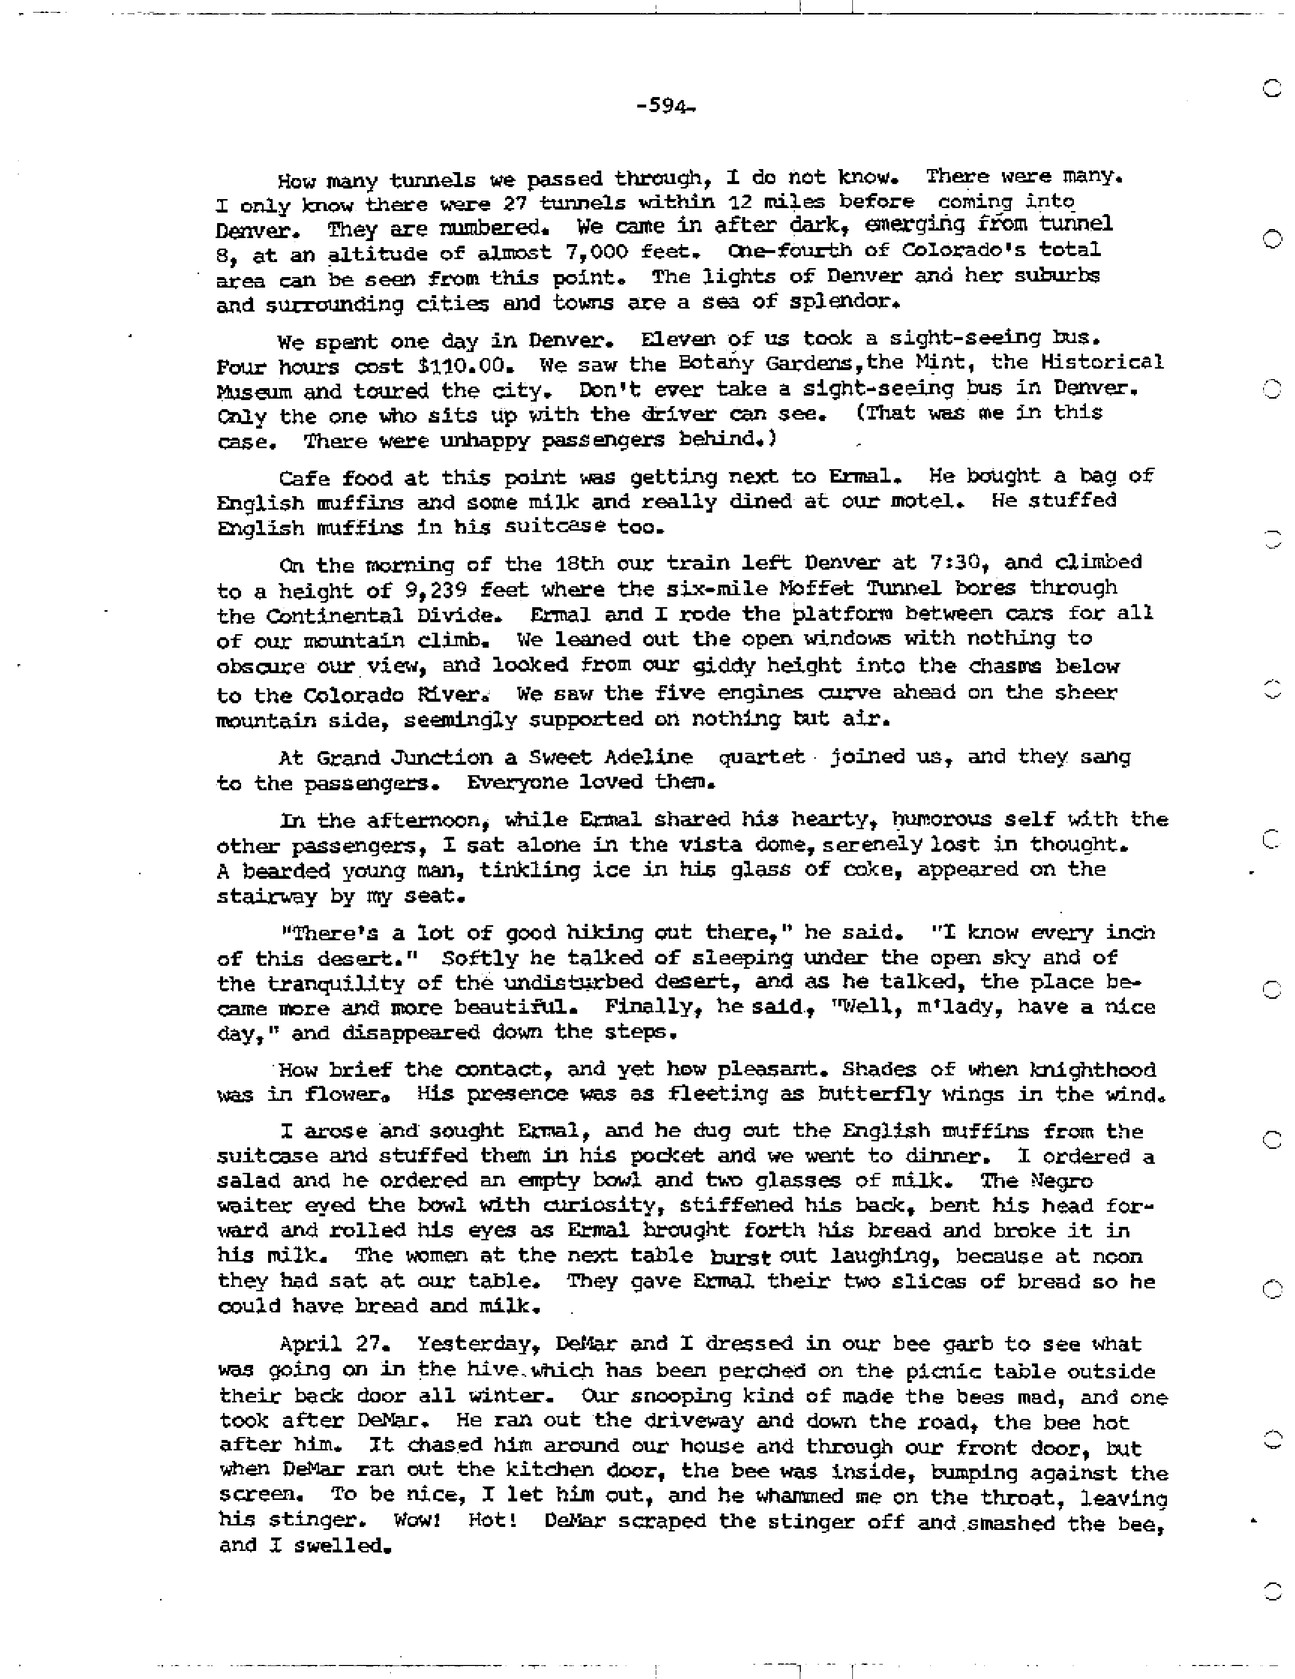 -594-
How many tunnels we passed through, I do not know. There were many.
I only know there were 27 tunnels within 12 miles before coming into
Denver. They are numbered. We came in after dark, emerging from tunnel
8, at an altitude of almost 7,000 feet. One-fourth of Colorado's total
area can be seen from this point. The lights of Denver and her suburbs
and surrounding cities and towns are a sea of splendor.
We spent one day in Denver. Eleven of us took a sight-seeing bus.
Four hours cost $110.00. We saw the Botany Gardens,the Mint, the Historical
Museum and toured the city. Don't ever take a sight-seeing bus in Denver.
Only the one who sits up with the driver can see. (That was me in this
case. There were unhappy passengers behind.)
Cafe food at this point was getting next to Ermal. He bought a bag of
English muffins and some milk and really dined at our motel. He stuffed
English muffins in his suitcase too.
On the morning of the 18th our train left Denver at 7:30, and climbed
to a height of 9,239 feet where the six-mile Moffet Tunnel bores through
the Continental Divide. Ermal and I rode the platform between cars for all
of our mountain climb. We leaned out the open windows with nothing to
obscure our view, and looked from our giddy height into the chasms below
to the Colorado River. We saw the five engines curve ahead on the sheer
mountain side, seemingly supported on nothing but air.
At Grand Junction a Sweet Adeline quartet joined us, and they sang
to the passengers. Everyone loved them.
In the afternoon, while Ermal shared his hearty, humorous self with the
other passengers, I sat alone in the vista dome, serenely lost in thought.
A bearded young man, tinkling ice in his glass of coke, appeared on the
stairway by my seat.
"There's a lot of good hiking out there," he said. "I know every inch
of this desert." Softly he talked of sleeping under the open sky and of
the tranquility of the undisturbed desert, and as he talked, the place be-
came more and more beautiful. Finally, he said, "Well, m'lady, have a nice
day," and disappeared down the steps.
How brief the contact, and yet how pleasant. Shades of when knighthood
was in flower. His presence was as fleeting as butterfly wings in the wind.
I arose and sought Ermal, and he dug out the English muffins from the
suitcase and stuffed them in his pocket and we went to dinner. I ordered a
salad and he ordered an empty bowl and two glasses of milk. The Negro
waiter eyed the bowl with curiosity, stiffened his back, bent his head for-
ward and rolled his eyes as Ermal brought forth his bread and broke it in
his milk. The women at the next table burst out laughing, because at noon
they had sat at our table. They gave Ermal their two slices of bread so he
could have bread and milk.
April 27. Yesterday, DeMar and I dressed in our bee garb to see what
was going on in the hive which has been perched on the picnic table outside
their back door all winter. Our snooping kind of made the bees mad, and one
took after DeMar. He ran out the driveway and down the road, the bee hot
after him. It chased him around our house and through our front door, but
when DeMar ran out the kitchen door, the bee was inside, bumping against the
screen. To be nice, I let him out, and he whammed me on the throat, leaving
his stinger. Wow! Hot! DeMar scraped the stinger off and smashed the bee,
and I swelled.